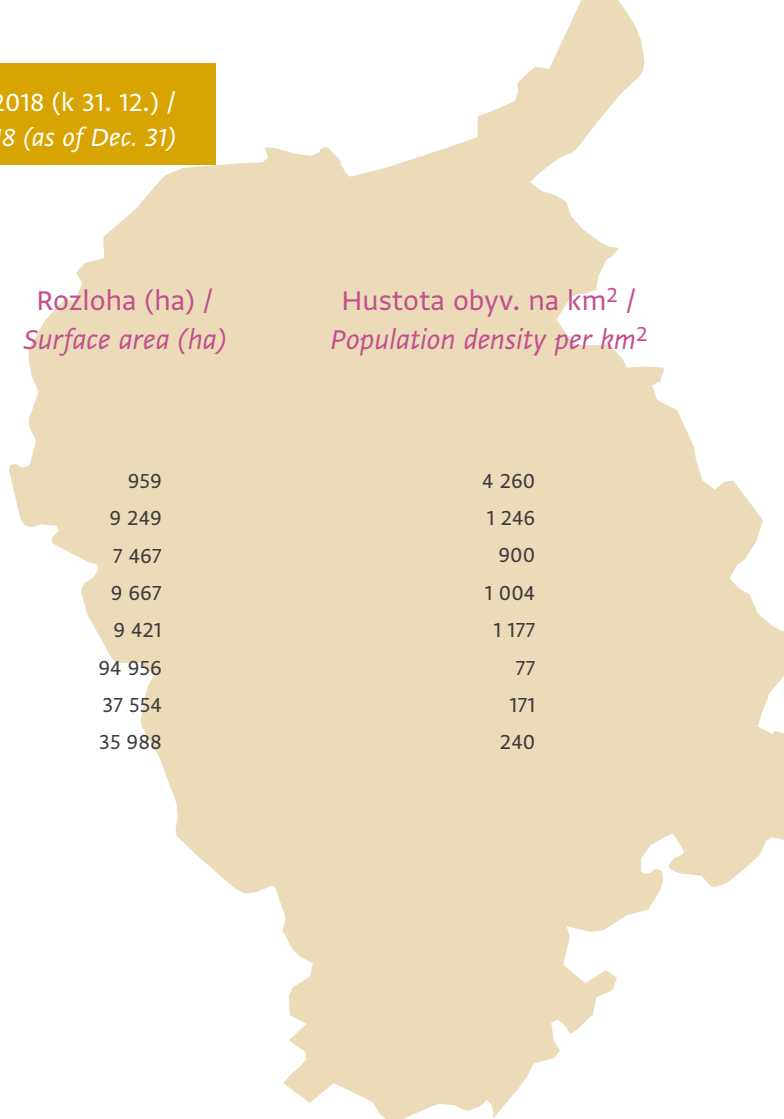 2018 (k 31. 12.) /
18 (as of Dec. 31)
Rozloha (ha) /
Surface area (ha)
Hustota obyv. na km² /
Population density per km²
959 4 260
9 249 1 246
7 467 900
9 667 1 004
9 421 1 177
94 956 77
37 554 171
35 988 240